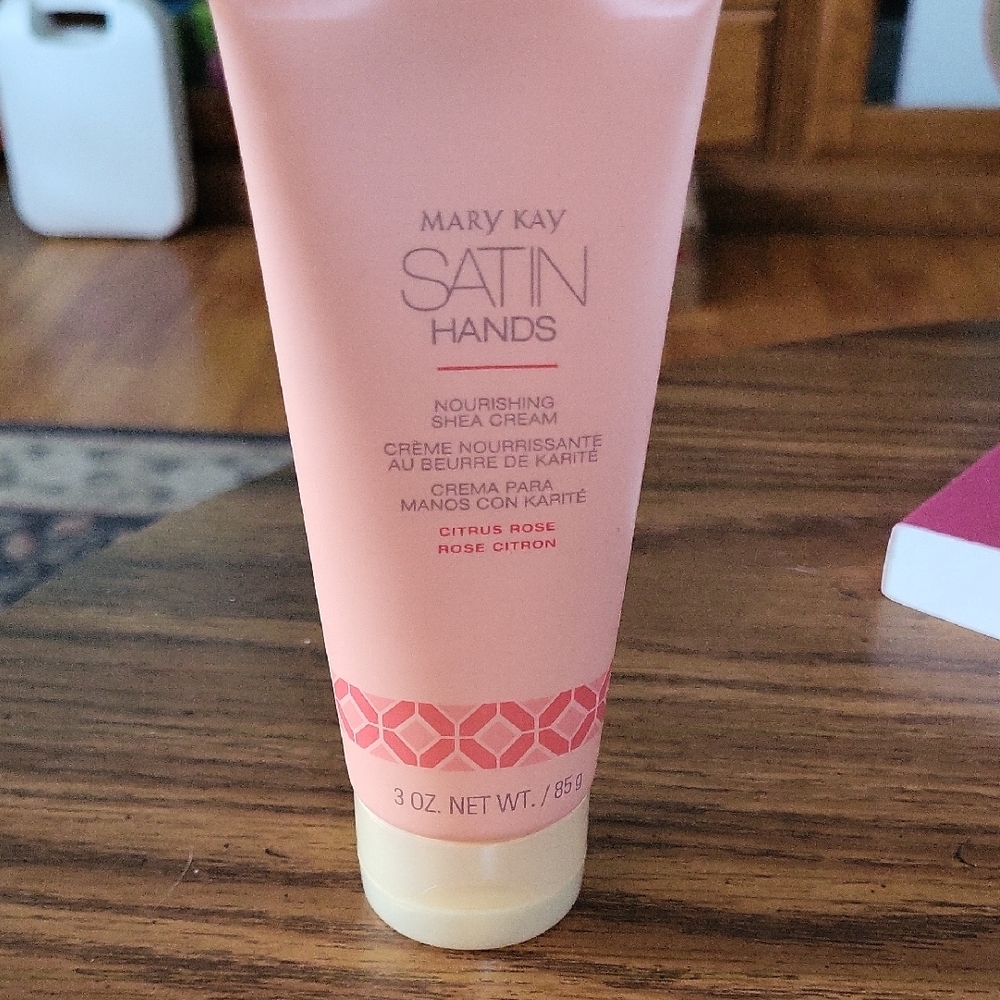 MARY KAY
SATIN
HANDS
NOURISHING
SHEA CREAM
CRÈME NOURRISSANTE
AU BEURRE DE KARITÉ
CREMA PARA
MANOS CON KARITÉ
CITRUS ROSE
ROSE CITRON
3 OZ. NET WT. / 85 g